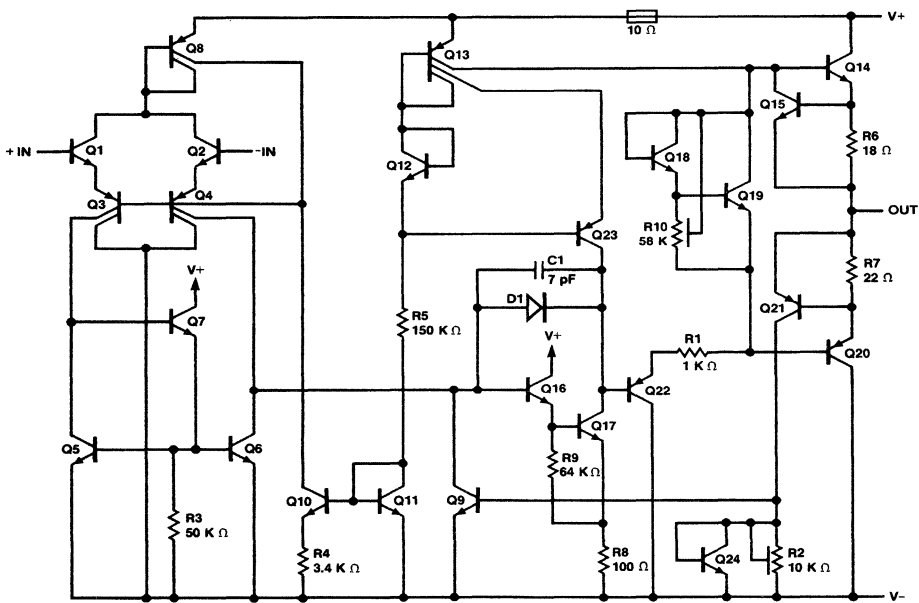 V+
10 Ω
Q8
Q13
Q14
Q15
+ IN
Q1
Q2
-IN
Q12
Q18
R6
18 Ω
Q3
Q4
Q19
OUT
R10
58 K
Q23
V+
C1
7 pF
R7
22 Ω
Q7
D1
Q21
R5
150 K Ω
V+
R1
1 K Ω
Q20
Q16
Q22
Q5
Q6
Q17
R9
64 K Ω
Q10
Q11
Q9
R3
50 K Ω
R4
3.4 K Ω
R8
100 Ω
Q24
R2
10 K Ω
V–